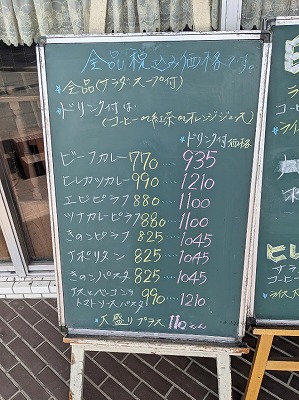 全品税込み価格です。
*全品(サラダ、スープ付)
*ドリンク付は、
(コーヒーor紅茶orオレンジジュース)
*ドリンク付価格
ビーフカレー 770 … 935
ヒレカツカレー 990 … 1210
エビピラフ 880 … 1100
ツナカレーピラフ 880 … 1100
きのこピラフ 825 … 1045
ナポリタン 825 … 1045
きのこパスタ 825 … 1045
ナスとベーコン
トマトソースパスタ 990 … 1210
*大盛りプラス 110えん